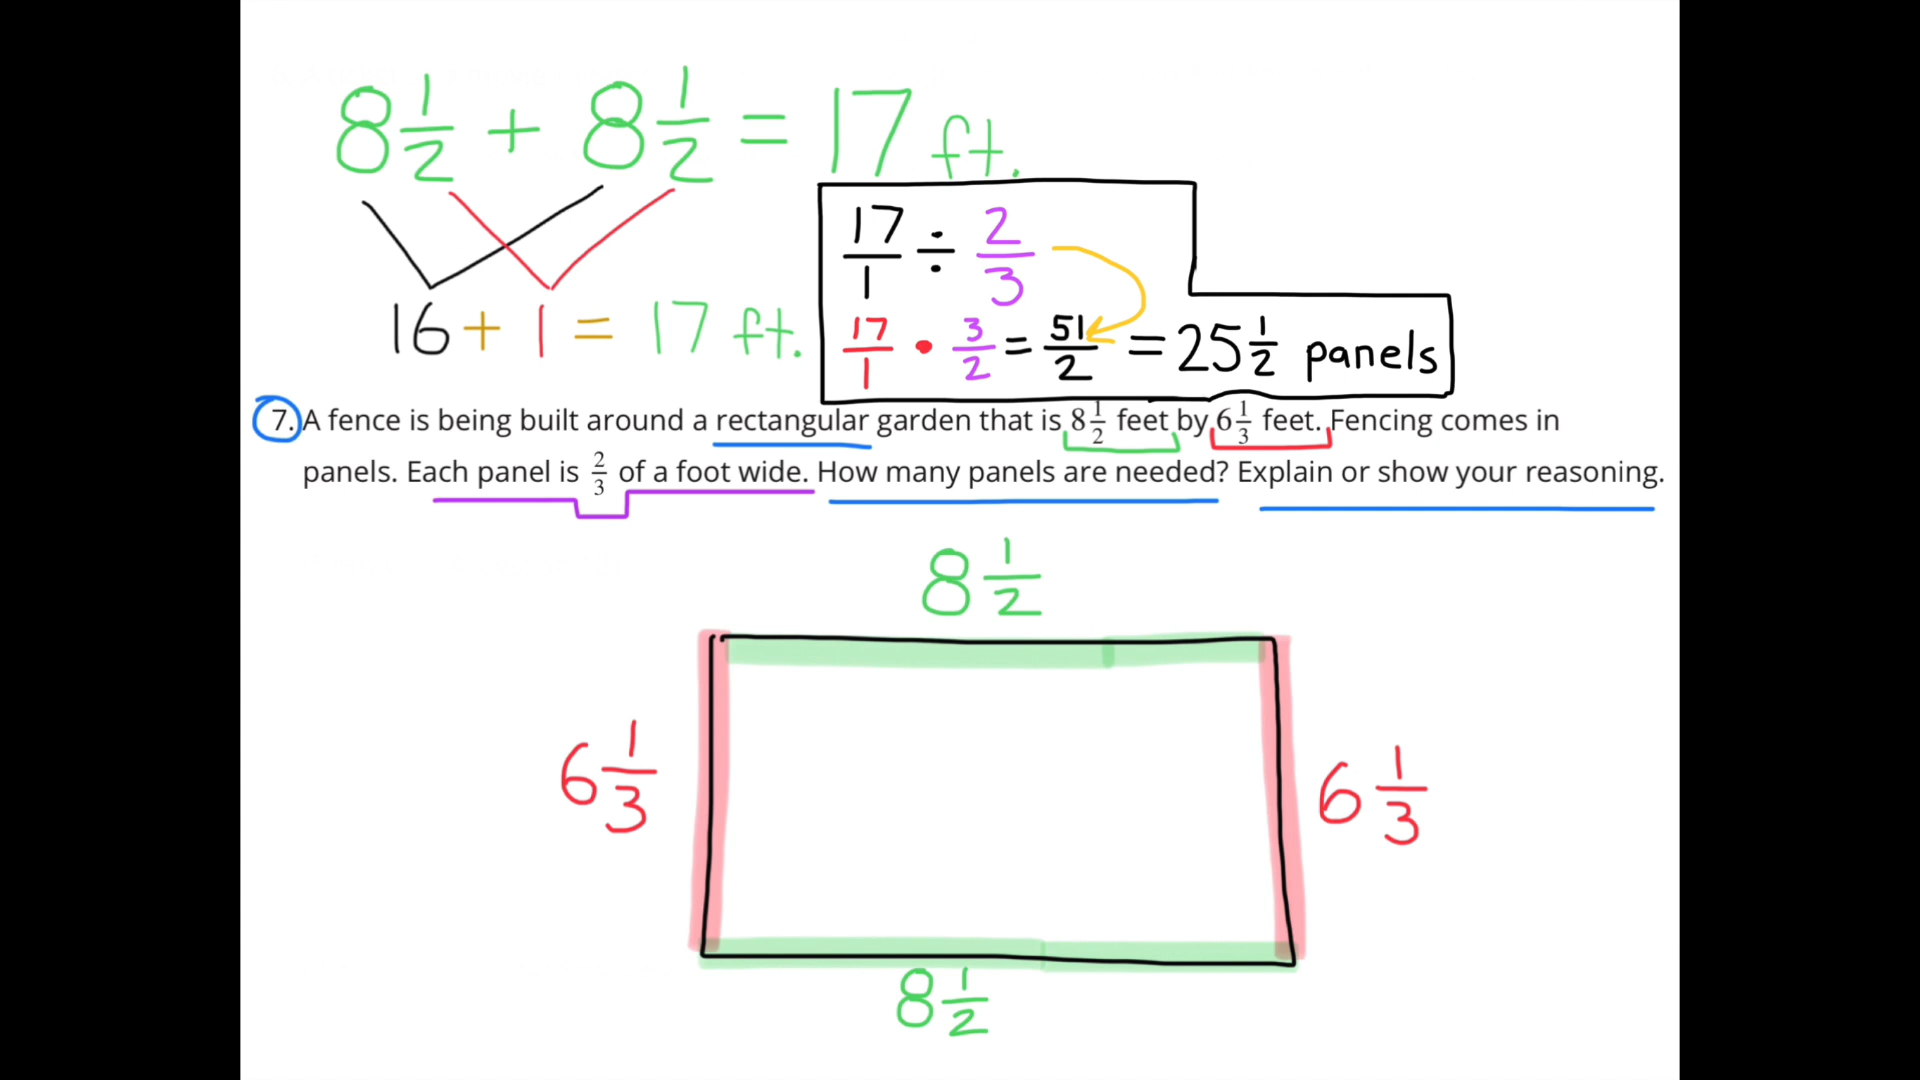 8 1/2 + 8 1/2 = 17 ft.
16 + 1 = 17 ft.
17/1 ÷ 2/3
17/1 • 3/2 = 51/2 = 25 1/2 panels
7. A fence is being built around a rectangular garden that is 8 1/2 feet by 6 1/3 feet. Fencing comes in
panels. Each panel is 2/3 of a foot wide. How many panels are needed? Explain or show your reasoning.
8 1/2
6 1/3
6 1/3
8 1/2